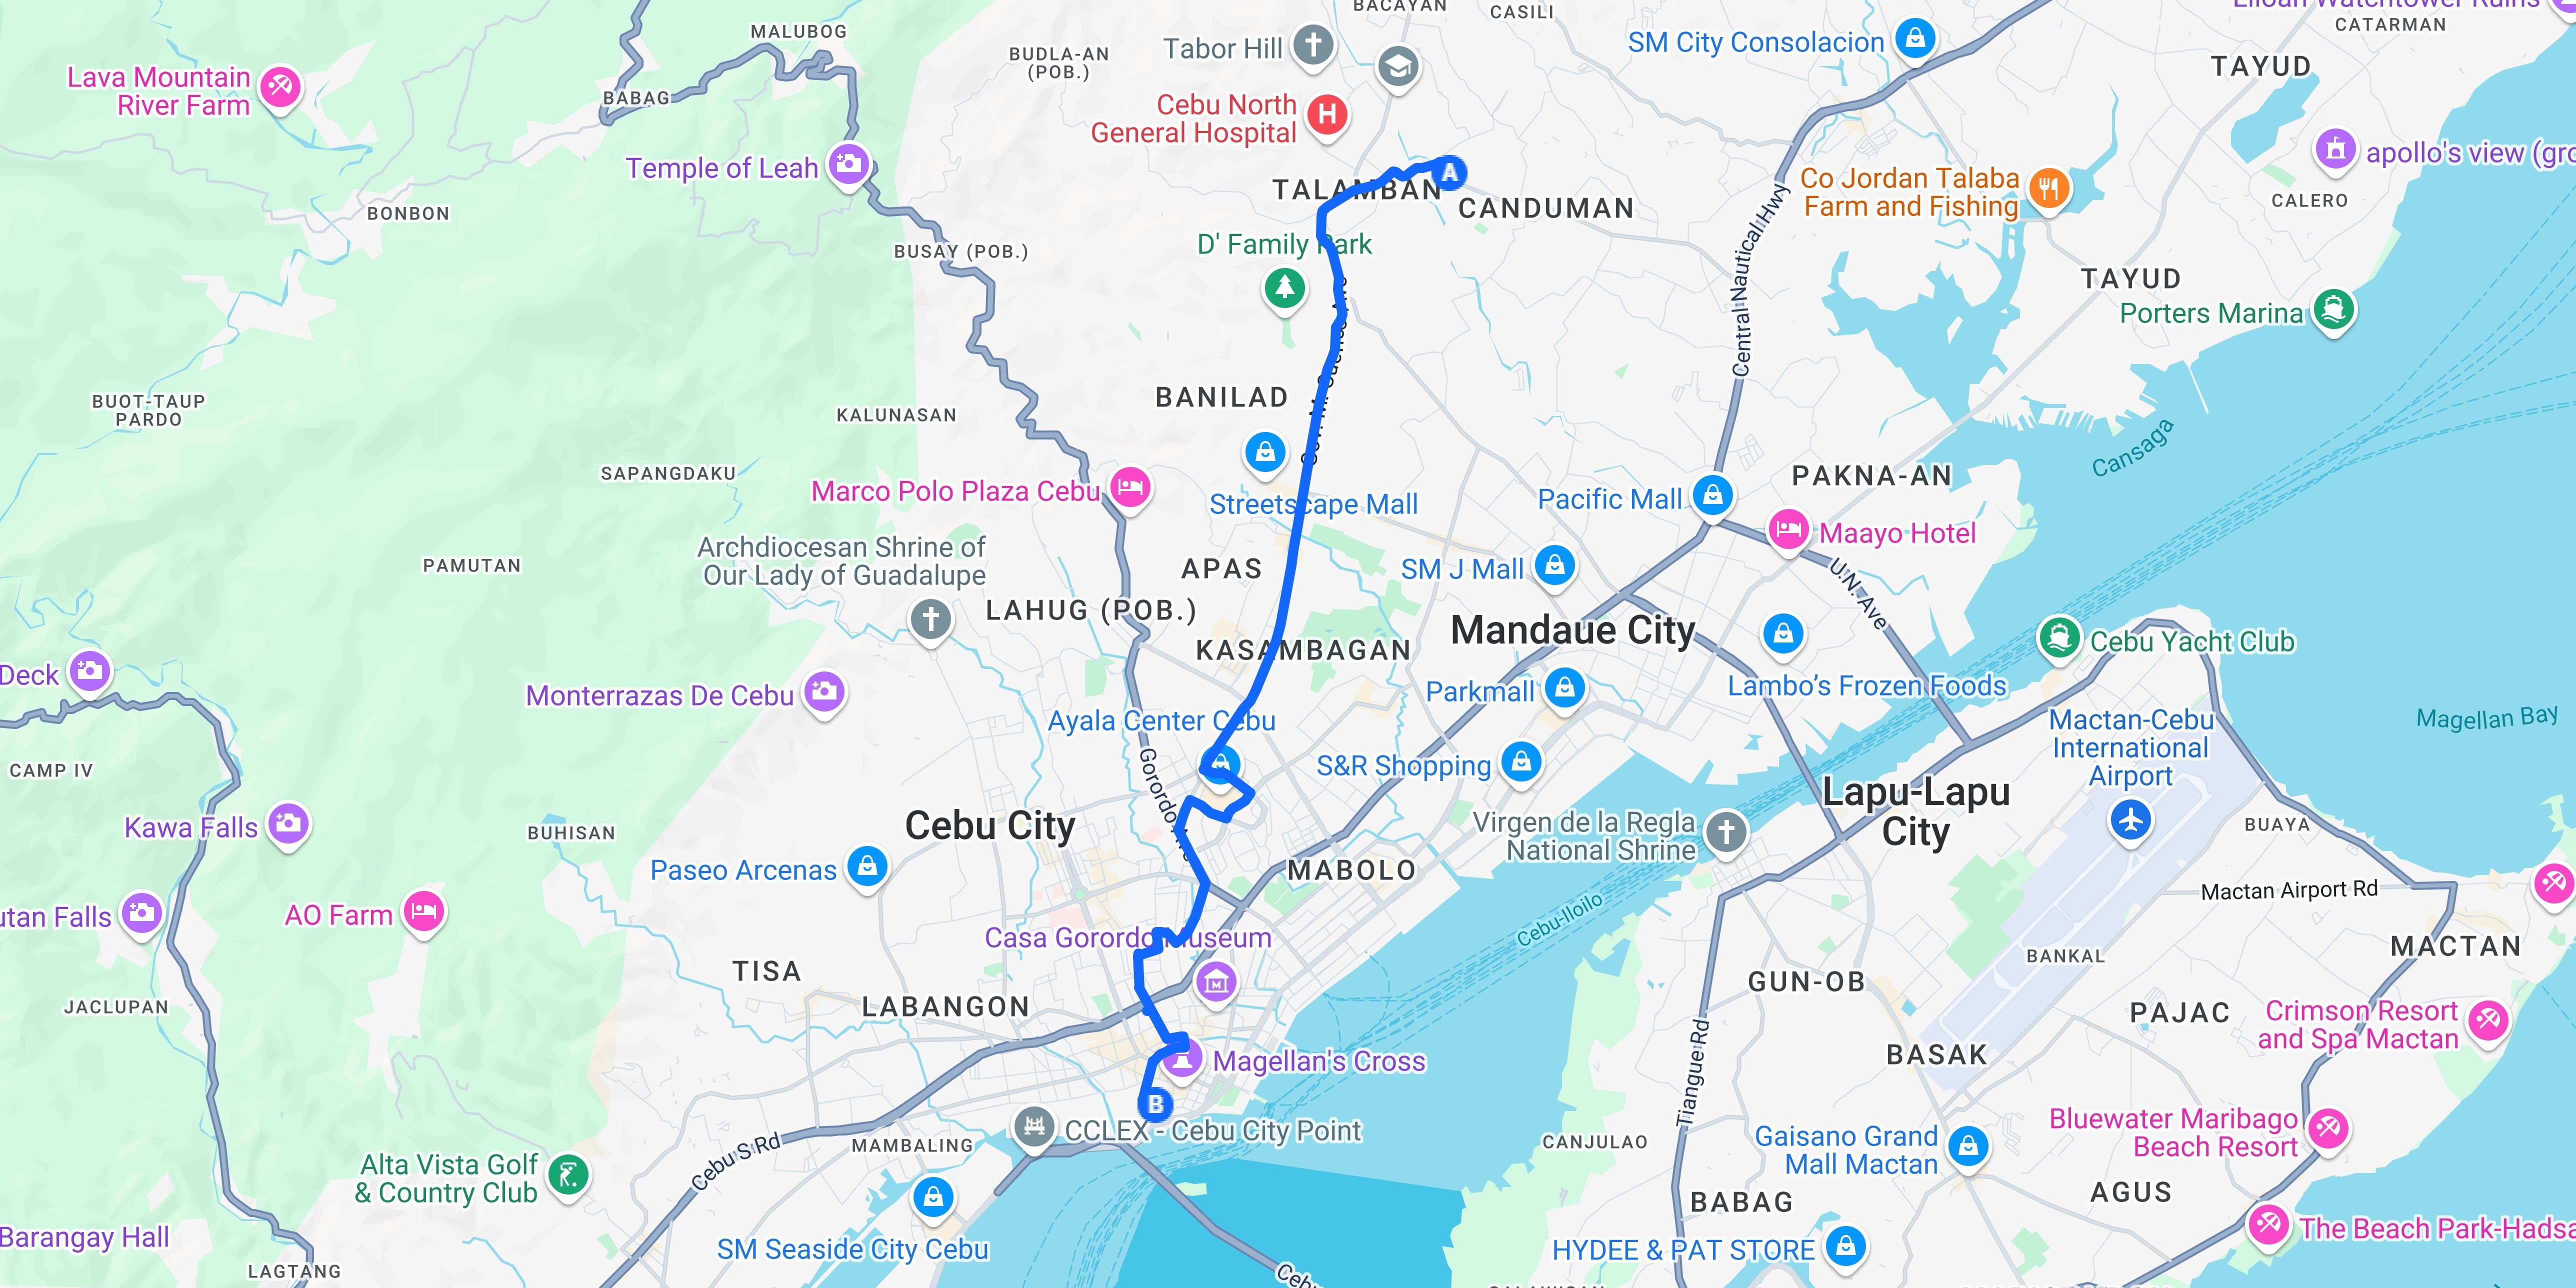 BACAYAN
CASILI
Liloan Watchtower Ruins
CATARMAN
MALUBOG
Tabor Hill
SM City Consolacion
BUDLA-AN
(POB.)
TAYUD
Lava Mountain
River Farm
BABAG
Cebu North
General Hospital
apollo's view (gro
Temple of Leah
TALAMBAN
A
CANDUMAN
Co Jordan Talaba
Farm and Fishing
CALERO
BONBON
BUSAY (POB.)
D' Family Park
Central Nautical Hwy
TAYUD
Porters Marina
BUOT-TAUP
PARDO
KALUNASAN
BANILAD
Gov. M. Cuenco Ave
Cansaga
SAPANGDAKU
Marco Polo Plaza Cebu
Streetscape Mall
Pacific Mall
PAKNA-AN
Maayo Hotel
Archdiocesan Shrine of
Our Lady of Guadalupe
PAMUTAN
APAS
SM J Mall
U.N. Ave
LAHUG (POB.)
KASAMBAGAN
Mandaue City
Cebu Yacht Club
Deck
Monterrazas De Cebu
Parkmall
Lambo’s Frozen Foods
Ayala Center Cebu
Mactan-Cebu
International
Airport
Magellan Bay
CAMP IV
Gorordo Ave
S&R Shopping
Lapu-Lapu
City
Kawa Falls
BUHISAN
Cebu City
Virgen de la Regla
National Shrine
BUAYA
Paseo Arcenas
MABOLO
Mactan Airport Rd
utan Falls
AO Farm
Cebu-Iloilo
Casa Gorordo Museum
MACTAN
BANKAL
TISA
GUN-OB
JACLUPAN
LABANGON
PAJAC
Crimson Resort
and Spa Mactan
Magellan's Cross
BASAK
Tiangue Rd
B
CCLEX - Cebu City Point
MAMBALING
CANJULAO
Cebu S Rd
Gaisano Grand
Mall Mactan
Bluewater Maribago
Beach Resort
Alta Vista Golf
& Country Club
BABAG
AGUS
Barangay Hall
SM Seaside City Cebu
HYDEE & PAT STORE
The Beach Park-Hadsa
LAGTANG
Cebu